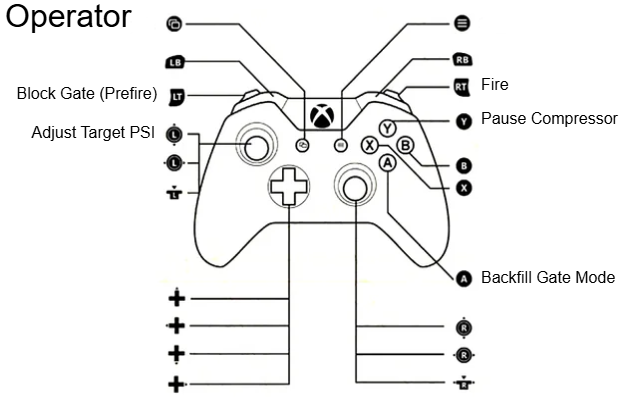 Operator
LB
RB
Block Gate (Prefire)
LT
RT
Fire
Adjust Target PSI
L
Y
Pause Compressor
Y
X
B
A
L
B
L
X
A
Backfill Gate Mode
R
R
R